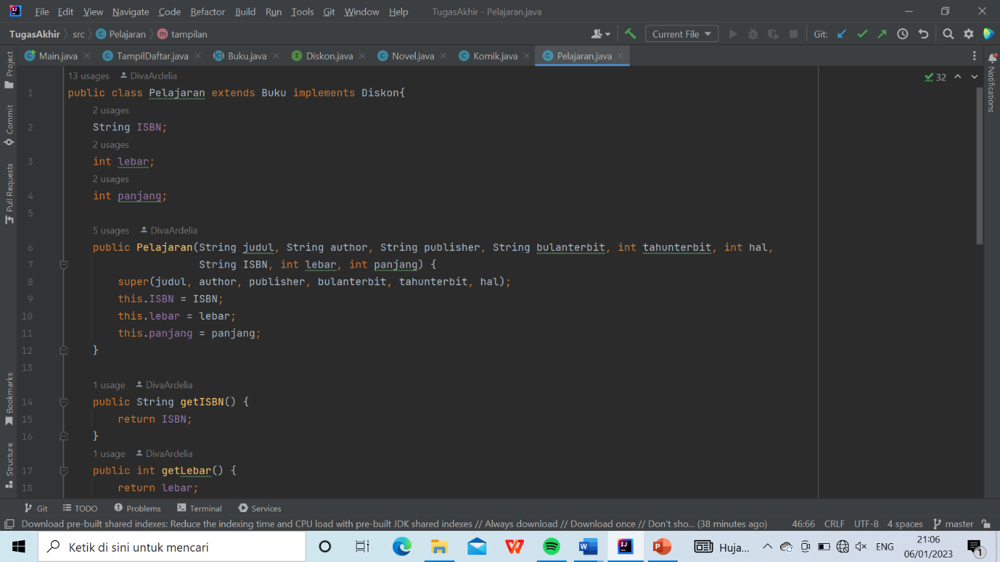 File Edit View Navigate Code Refactor Build Run Tools Git Window Help TugasAkhir - Pelajaran.java
TugasAkhir src Pelajaran tampilan Current File Git:
Main.java TampilDaftar.java Buku.java Diskon.java Novel.java Komik.java Pelajaran.java
Project
Commit
Pull Requests
Bookmarks
Structure
Notifications
13 usages DivaArdelia
32
1 public class Pelajaran extends Buku implements Diskon{
2 usages
2 String ISBN;
2 usages
3 int lebar;
2 usages
4 int panjang;
5
5 usages DivaArdelia
6 public Pelajaran(String judul, String author, String publisher, String bulanterbit, int tahunterbit, int hal,
7 String ISBN, int lebar, int panjang) {
8 super(judul, author, publisher, bulanterbit, tahunterbit, hal);
9 this.ISBN = ISBN;
10 this.lebar = lebar;
11 this.panjang = panjang;
12 }
13
1 usage DivaArdelia
14 public String getISBN() {
15 return ISBN;
16 }
1 usage DivaArdelia
17 public int getLebar() {
18 return lebar;
Git TODO Problems Terminal Services
Download pre-built shared indexes: Reduce the indexing time and CPU load with pre-built JDK shared indexes // Always download // Download once // Don't sho... (38 minutes ago) 46:66 CRLF UTF-8 4 spaces master
Ketik di sini untuk mencari Huja... ENG 21:06
06/01/2023 1